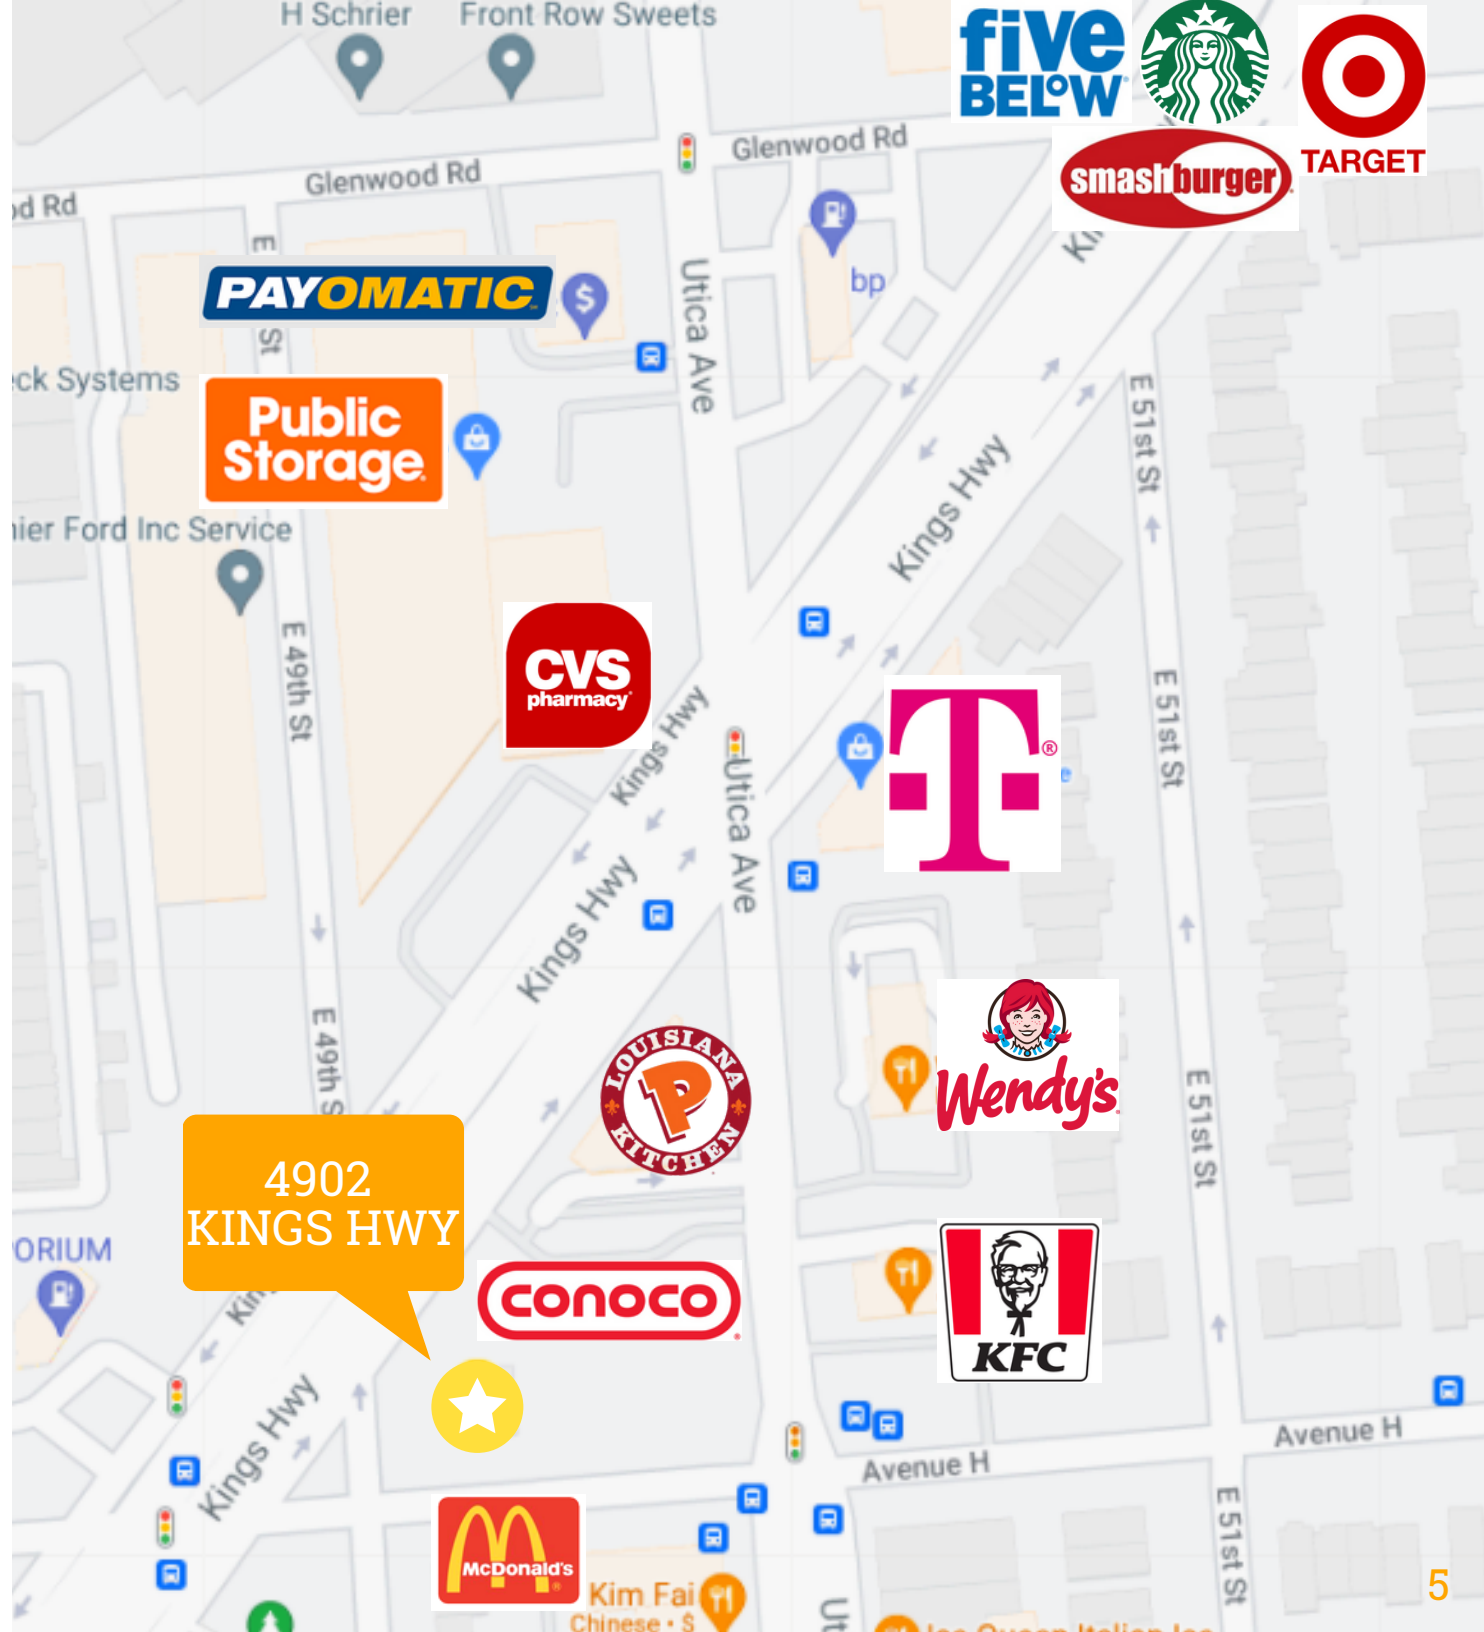 H Schrier
Front Row Sweets
five
BEL°W
TARGET
smashburger
Glenwood Rd
Glenwood Rd
od Rd
E
St
PAYOMATIC
$
Utica Ave
bp
Public
Storage
ck Systems
E 51st St
Kings Hwy
ier Ford Inc Service
E 49th St
CVS
pharmacy
Kings Hwy
T
®
E 51st St
Utica Ave
Kings Hwy
E 49th S
LOUISIANA
P
KITCHEN
Wendy's
E 51st St
4902
KINGS HWY
ORIUM
Kin
CONOCO
KFC
Kings Hwy
Avenue H
Avenue H
McDonald's
Kim Fai
Chinese · $
Ut
E 51st St
5